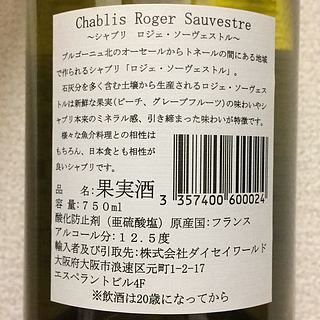 Chablis Roger Sauvestre
～シャブリ ロジェ・ソーヴェストル～
ブルゴーニュ北のオーセールからトネールの間にある地域
で作られるシャブリ「ロジェ・ソーヴェストル」。
石灰分を多く含む土壌から生産されるロジェ・ソーヴェス
トルは新鮮な果実(ピーチ、グレープフルーツ)の味わいやシ
ャブリ本来のミネラル感、引き締まった味わいが特徴です。
様々な魚介料理との相性は
もちろん、日本食とも相性が
良いシャブリです。
3 357400 600024
品 名:果実酒
容 量:750ml
酸化防止剤（亜硫酸塩）原産国:フランス
アルコール分:12.5度
輸入者及び引取先:株式会社ダイセイワールド
大阪府大阪市浪速区元町1-2-17
エスペラントビル4F
※飲酒は20歳になってから